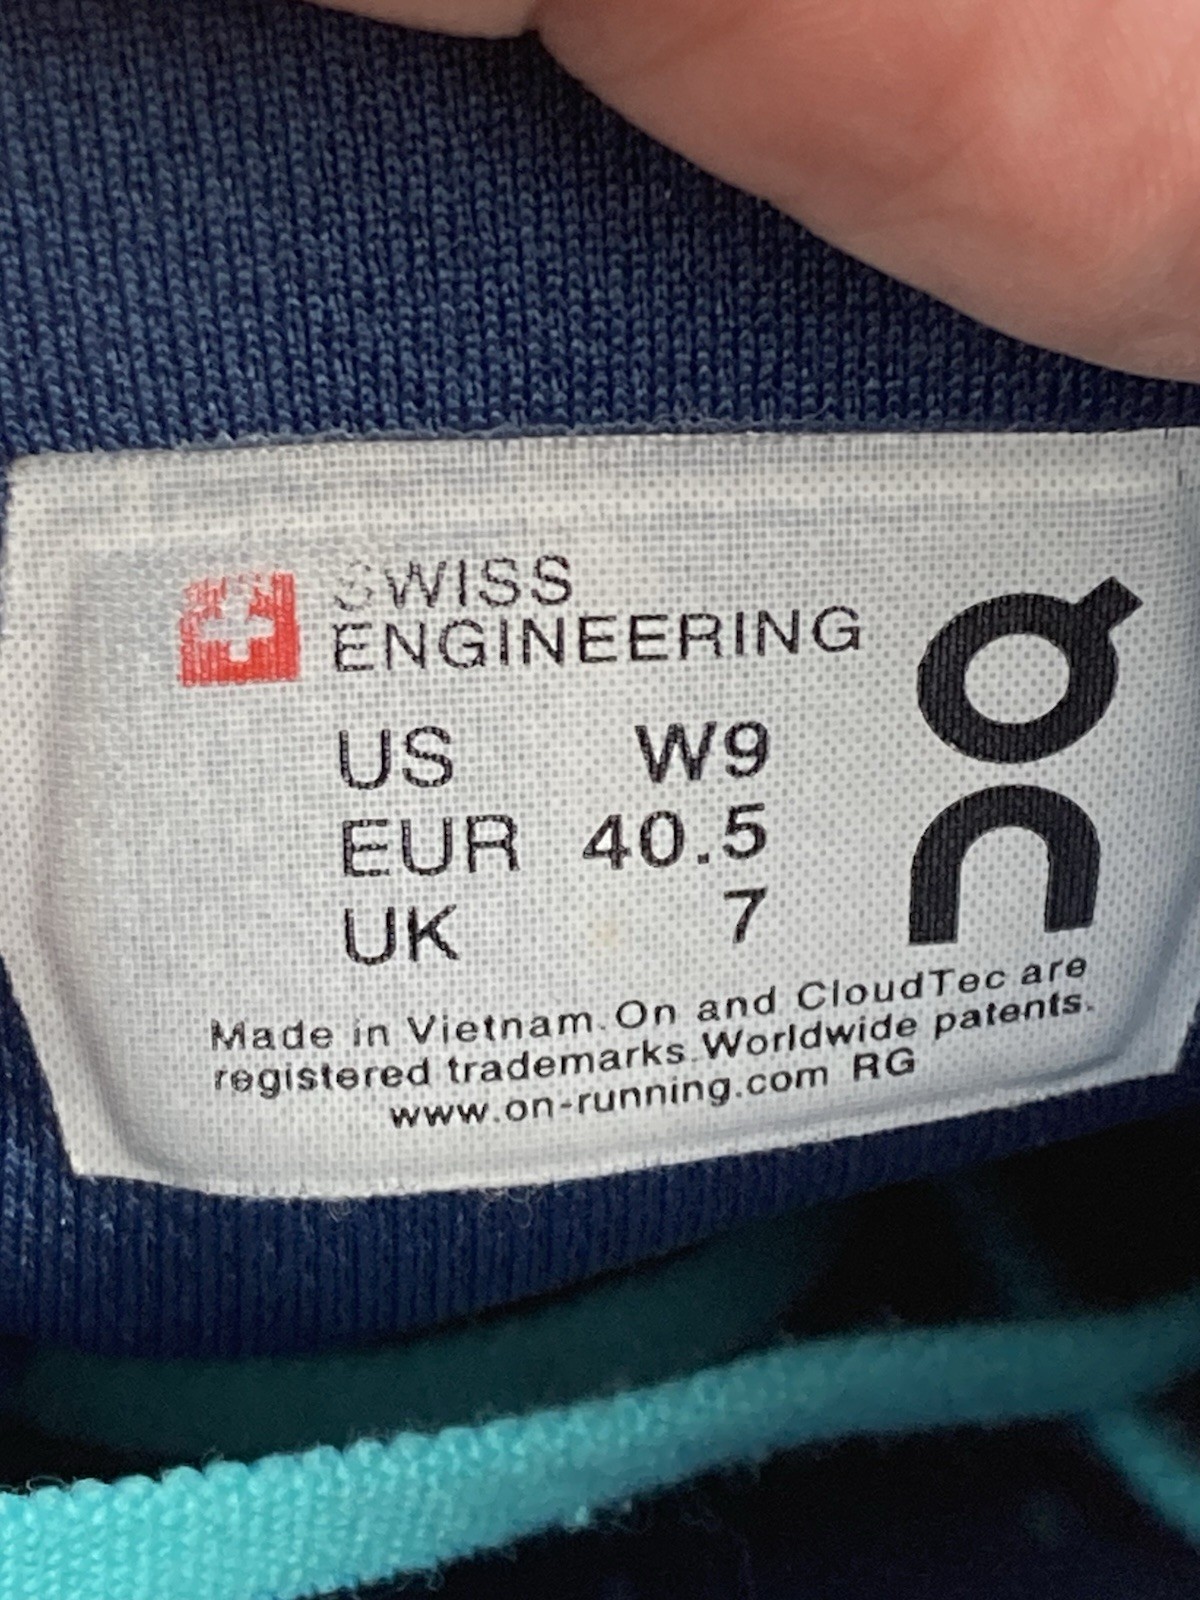 SWISS
ENGINEERING
US W9
EUR 40.5
UK 7
On
Made in Vietnam. On and CloudTec are
registered trademarks. Worldwide patents.
www.on-running.com RG